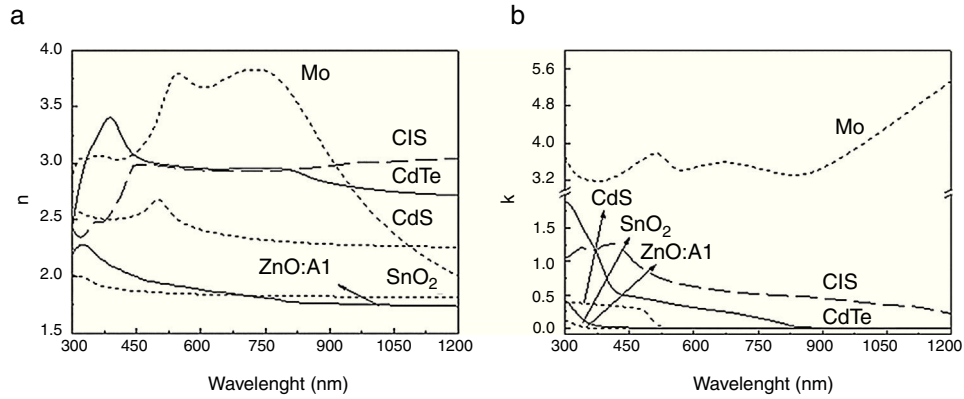 a
4.0
3.5
3.0
2.5
2.0
1.5
n
300
450
600
750
900
1050
1200
Wavelenght (nm)
Mo
CIS
CdTe
CdS
ZnO:A1
SnO2
b
5.6
4.8
4.0
3.2
1.5
1.0
0.5
0.0
k
300
450
600
750
900
1050
1200
Wavelenght (nm)
Mo
CdS
SnO2
ZnO:A1
CIS
CdTe